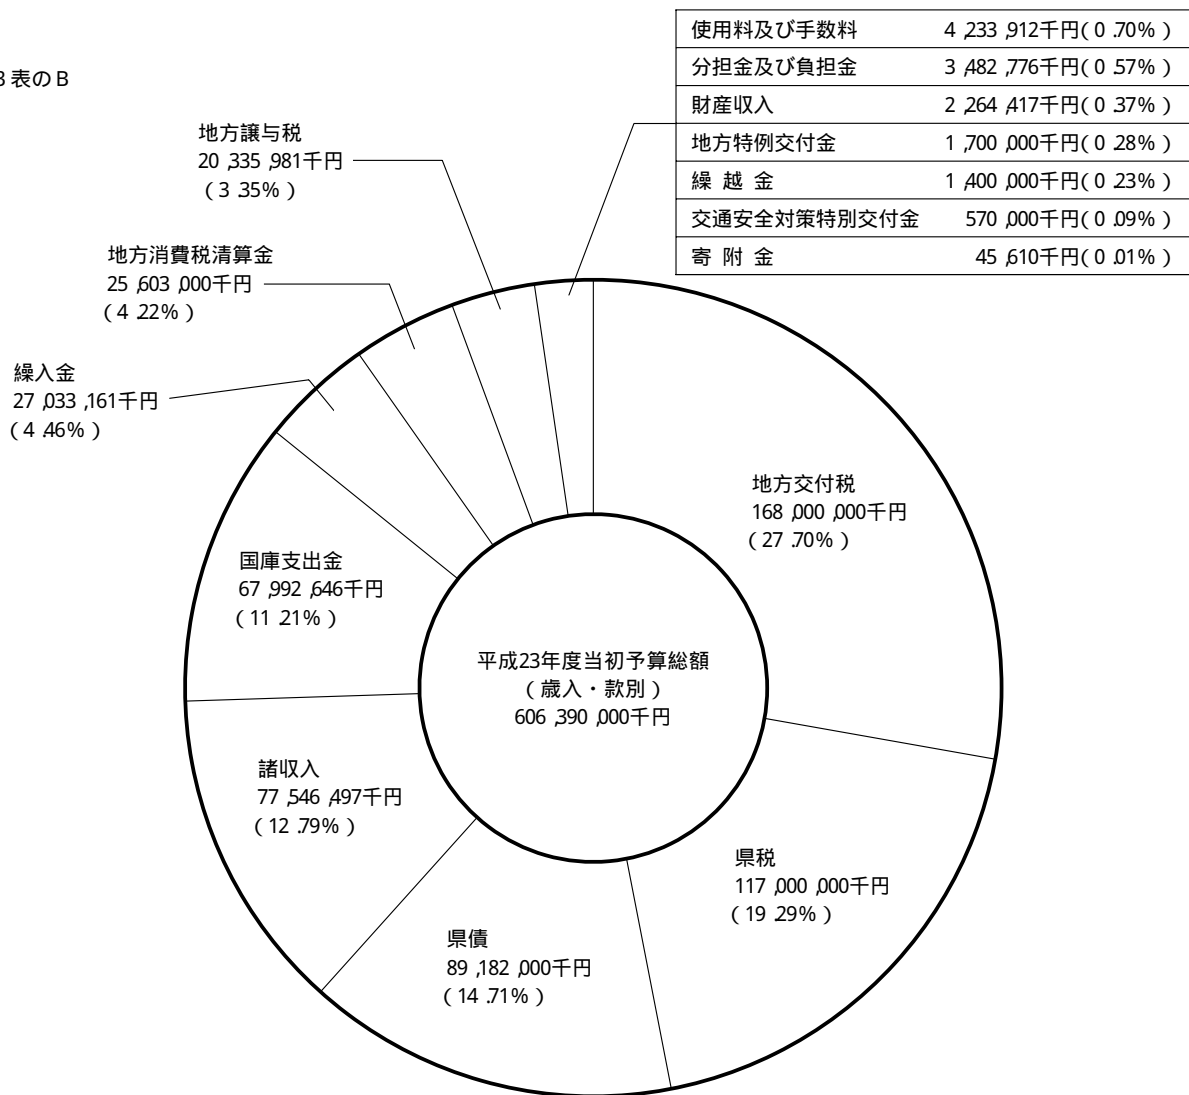 3表のB
使用料及び手数料 4,233,912千円(0.70%)
分担金及び負担金 3,482,776千円(0.57%)
財産収入 2,264,417千円(0.37%)
地方特例交付金 1,700,000千円(0.28%)
繰越金 1,400,000千円(0.23%)
交通安全対策特別交付金 570,000千円(0.09%)
寄附金 45,610千円(0.01%)
地方譲与税
20,335,981千円
(3.35%)
地方消費税清算金
25,603,000千円
(4.22%)
繰入金
27,033,161千円
(4.46%)
地方交付税
168,000,000千円
(27.70%)
国庫支出金
67,992,646千円
(11.21%)
平成23年度当初予算総額
(歳入・款別)
606,390,000千円
諸収入
77,546,497千円
(12.79%)
県税
117,000,000千円
(19.29%)
県債
89,182,000千円
(14.71%)